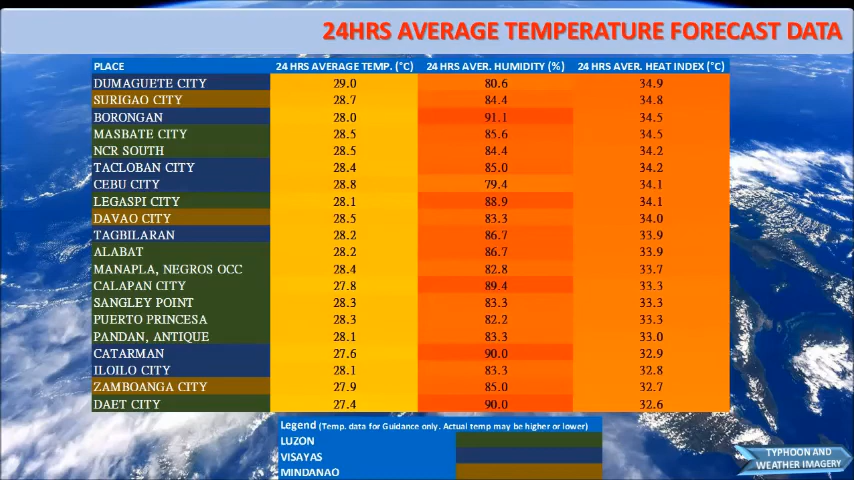 24HRS AVERAGE TEMPERATURE FORECAST DATA
PLACE 24 HRS AVERAGE TEMP. (°C) 24 HRS AVER. HUMIDITY (%) 24 HRS AVER. HEAT INDEX (°C)
DUMAGUETE CITY 29.0 80.6 34.9
SURIGAO CITY 28.7 84.4 34.8
BORONGAN 28.0 91.1 34.5
MASBATE CITY 28.5 85.6 34.5
NCR SOUTH 28.5 84.4 34.2
TACLOBAN CITY 28.4 85.0 34.2
CEBU CITY 28.8 79.4 34.1
LEGASPI CITY 28.1 88.9 34.1
DAVAO CITY 28.5 83.3 34.0
TAGBILARAN 28.2 86.7 33.9
ALABAT 28.2 86.7 33.9
MANAPLA, NEGROS OCC 28.4 82.8 33.7
CALAPAN CITY 27.8 89.4 33.3
SANGLEY POINT 28.3 83.3 33.3
PUERTO PRINCESA 28.3 82.2 33.3
PANDAN, ANTIQUE 28.1 83.3 33.0
CATARMAN 27.6 90.0 32.9
ILOILO CITY 28.1 83.3 32.8
ZAMBOANGA CITY 27.9 85.0 32.7
DAET CITY 27.4 90.0 32.6
Legend (Temp. data for Guidance only. Actual temp may be higher or lower)
LUZON
VISAYAS
MINDANAO
TYPHOON AND
WEATHER IMAGERY